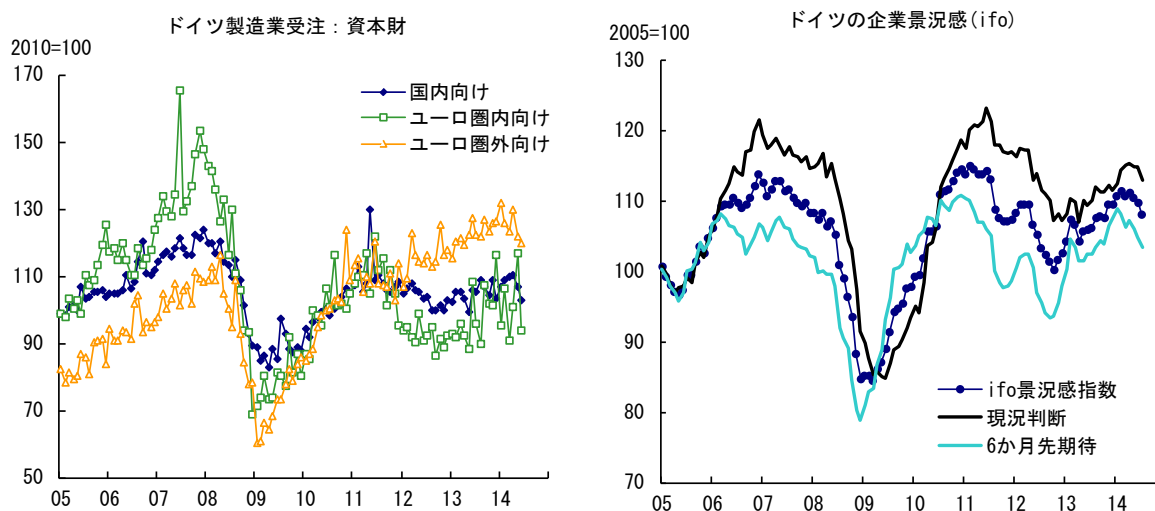 ドイツ製造業受注：資本財
2010=100
170
150
130
110
90
70
50
05 06 07 08 09 10 11 12 13 14
国内向け
ユーロ圏内向け
ユーロ圏外向け
ドイツの企業景況感(ifo)
2005=100
130
120
110
100
90
80
70
05 06 07 08 09 10 11 12 13 14
ifo景況感指数
現況判断
6か月先期待